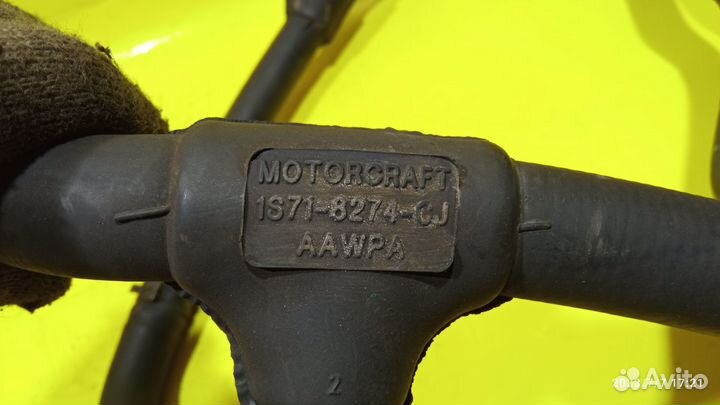 MOTORCRAFT
1S71-8274-CJ
AAWPA
2
Avito